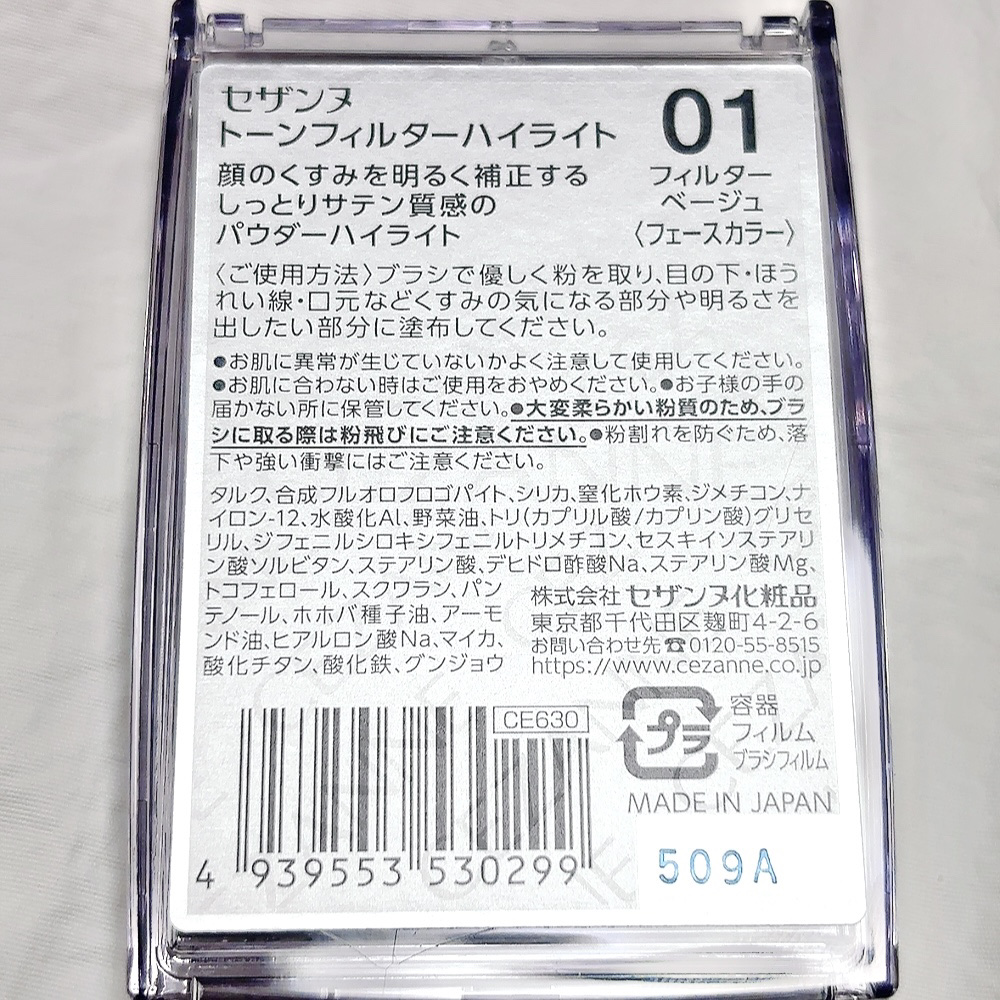 セザンヌ
トーンフィルターハイライト
顔のくすみを明るく補正する
しっとりサテン質感の
パウダーハイライト
01
フィルター
ベージュ
〈フェースカラー〉
〈ご使用方法〉ブラシで優しく粉を取り、目の下・ほう
れい線・口元などくすみの気になる部分や明るさを
出したい部分に塗布してください。
●お肌に異常が生じていないかよく注意して使用してください。
●お肌に合わない時はご使用をおやめください。●お子様の手の
届かない所に保管してください。●大変柔らかい粉質のため、ブラ
シに取る際は粉飛びにご注意ください。●粉割れを防ぐため、落
下や強い衝撃にはご注意ください。
タルク、合成フルオロフロゴパイト、シリカ、窒化ホウ素、ジメチコン、ナ
イロン-12、水酸化Al、野菜油、トリ(カプリル酸/カプリン酸)グリセ
リル、ジフェニルシロキシフェニルトリメチコン、セスキイソステアリ
ン酸ソルビタン、ステアリン酸、デヒドロ酢酸Na、ステアリン酸Mg、
トコフェロール、スクワラン、パン
テノール、ホホバ種子油、アーモ
ンド油、ヒアルロン酸Na、マイカ、
酸化チタン、酸化鉄、グンジョウ
株式会社 セザンヌ化粧品
東京都千代田区麹町4-2-6
お問い合わせ先☎0120-55-8515
https://www.cezanne.co.jp
CE630
4 939553 530299
プラ
容器
フィルム
ブラシフィルム
MADE IN JAPAN
509A